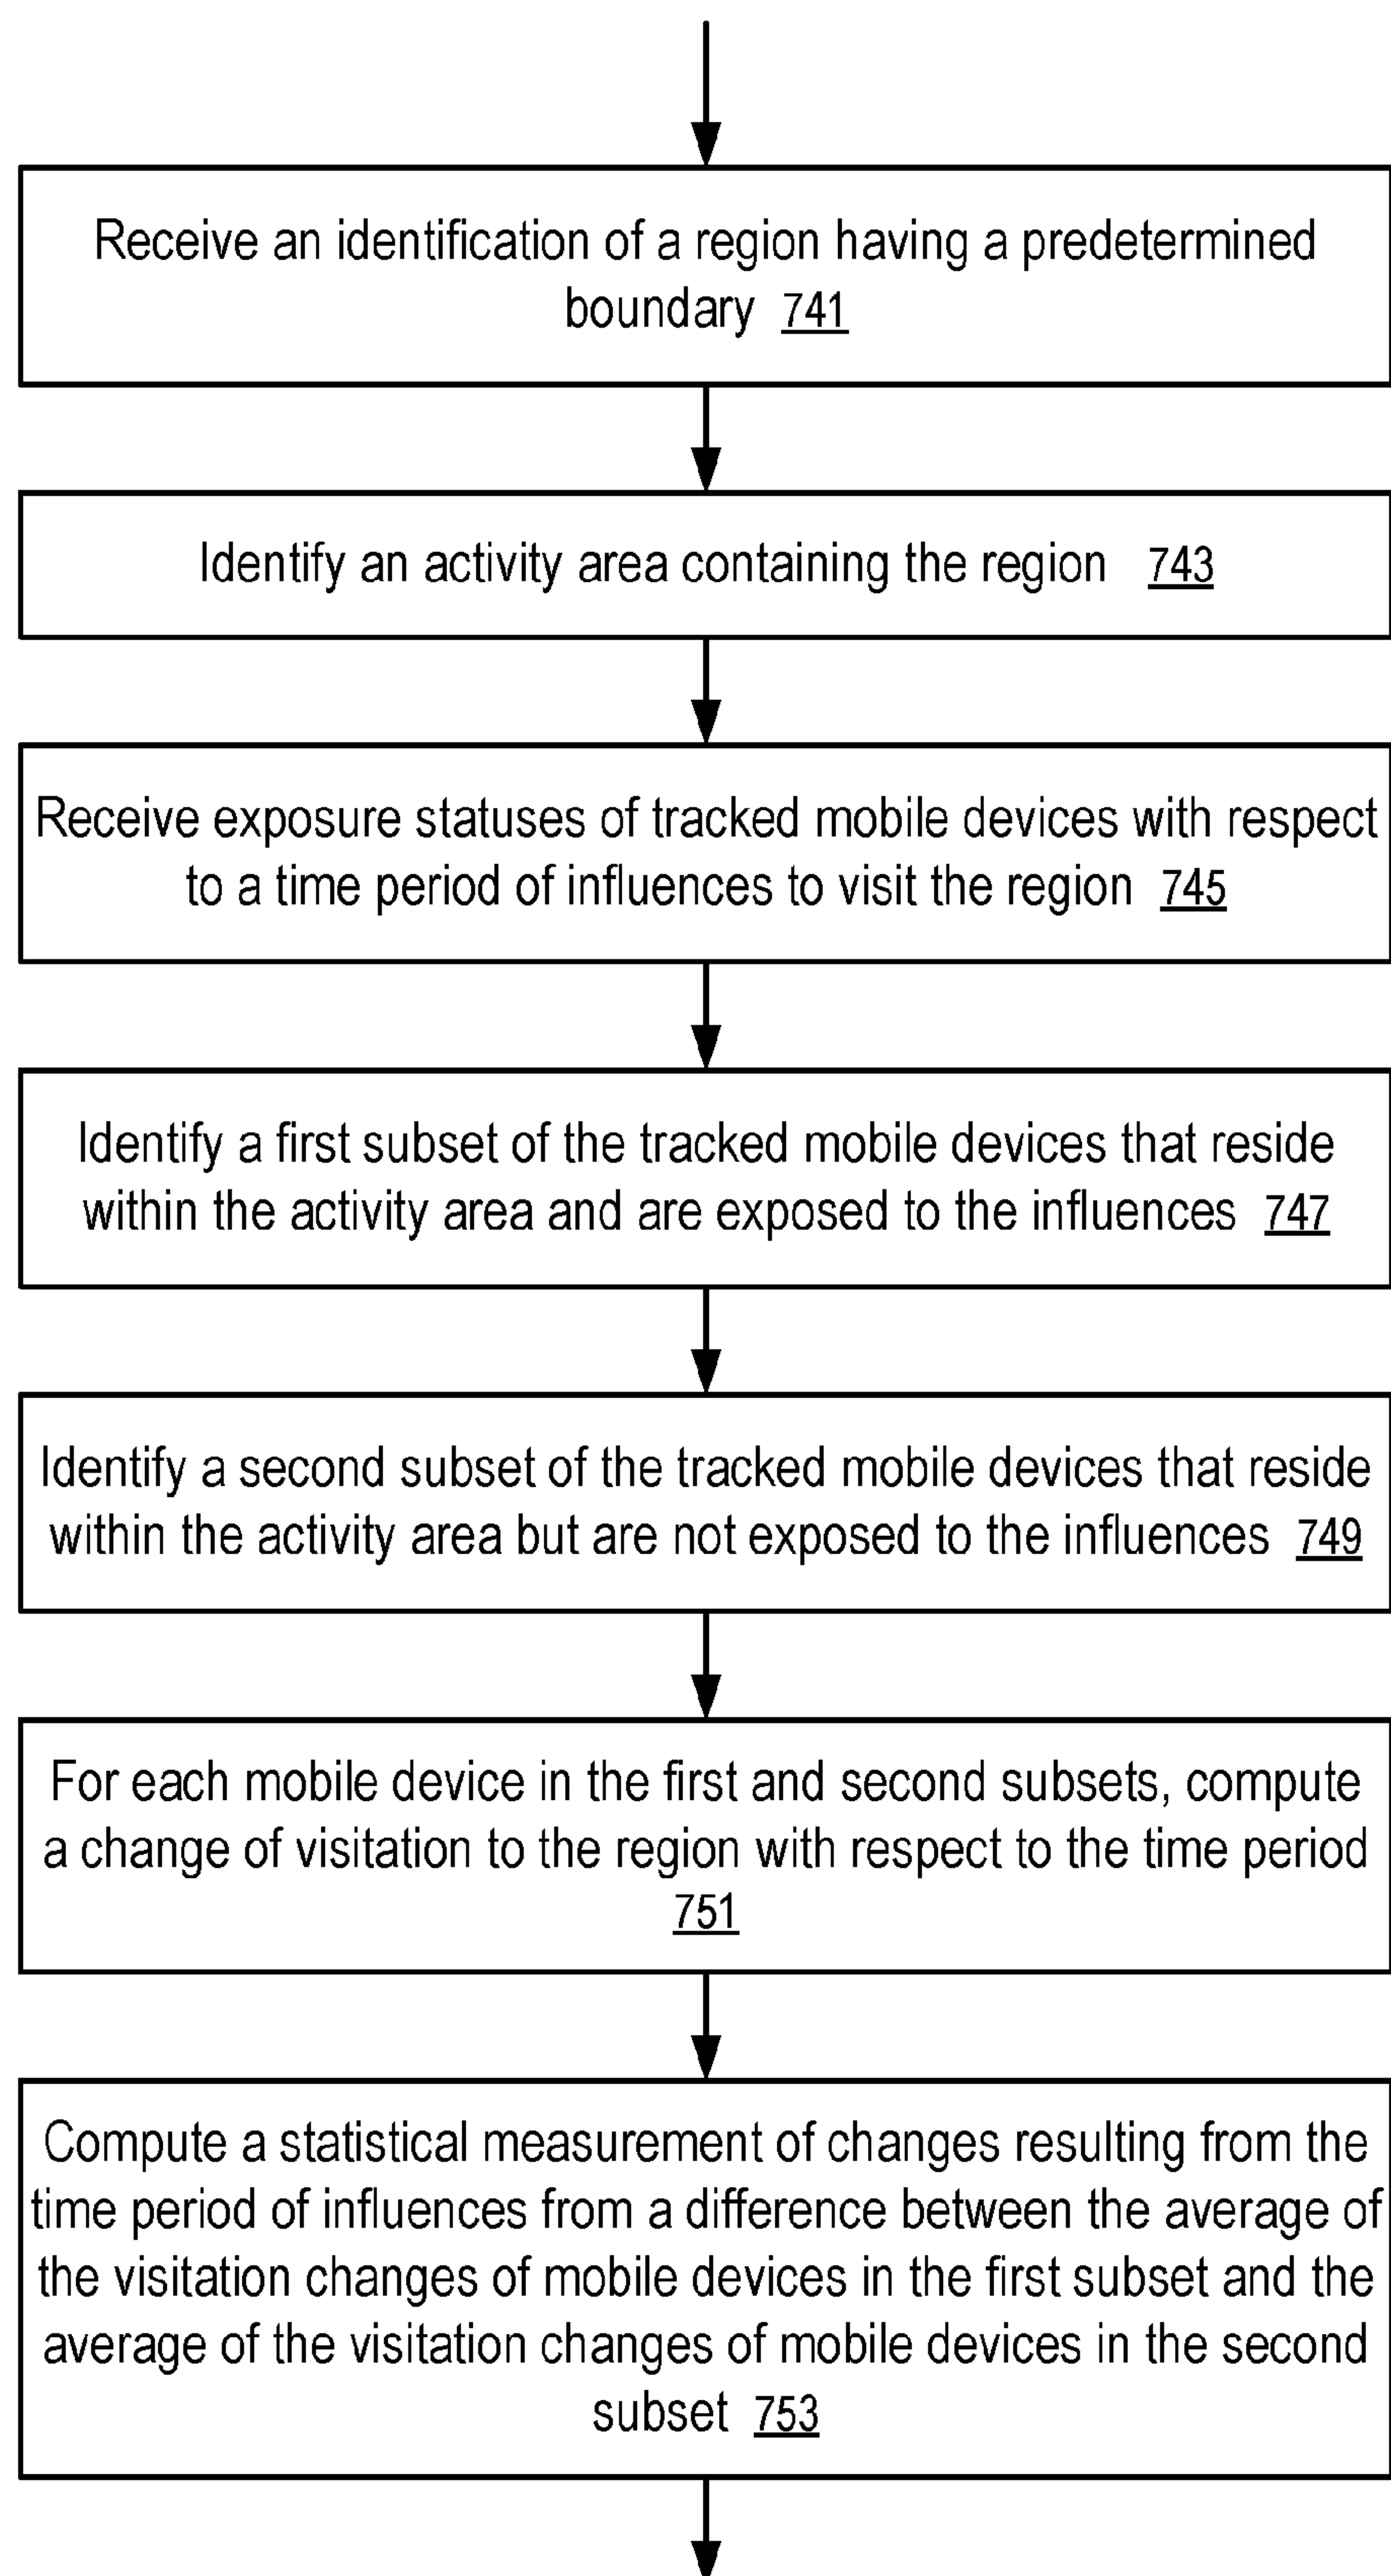 Receive an identification of a region having a predetermined
boundary 741
Identify an activity area containing the region 743
Receive exposure statuses of tracked mobile devices with respect
to a time period of influences to visit the region 745
Identify a first subset of the tracked mobile devices that reside
within the activity area and are exposed to the influences 747
Identify a second subset of the tracked mobile devices that reside
within the activity area but are not exposed to the influences 749
For each mobile device in the first and second subsets, compute
a change of visitation to the region with respect to the time period
751
Compute a statistical measurement of changes resulting from the
time period of influences from a difference between the average of
the visitation changes of mobile devices in the first subset and the
average of the visitation changes of mobile devices in the second
subset 753